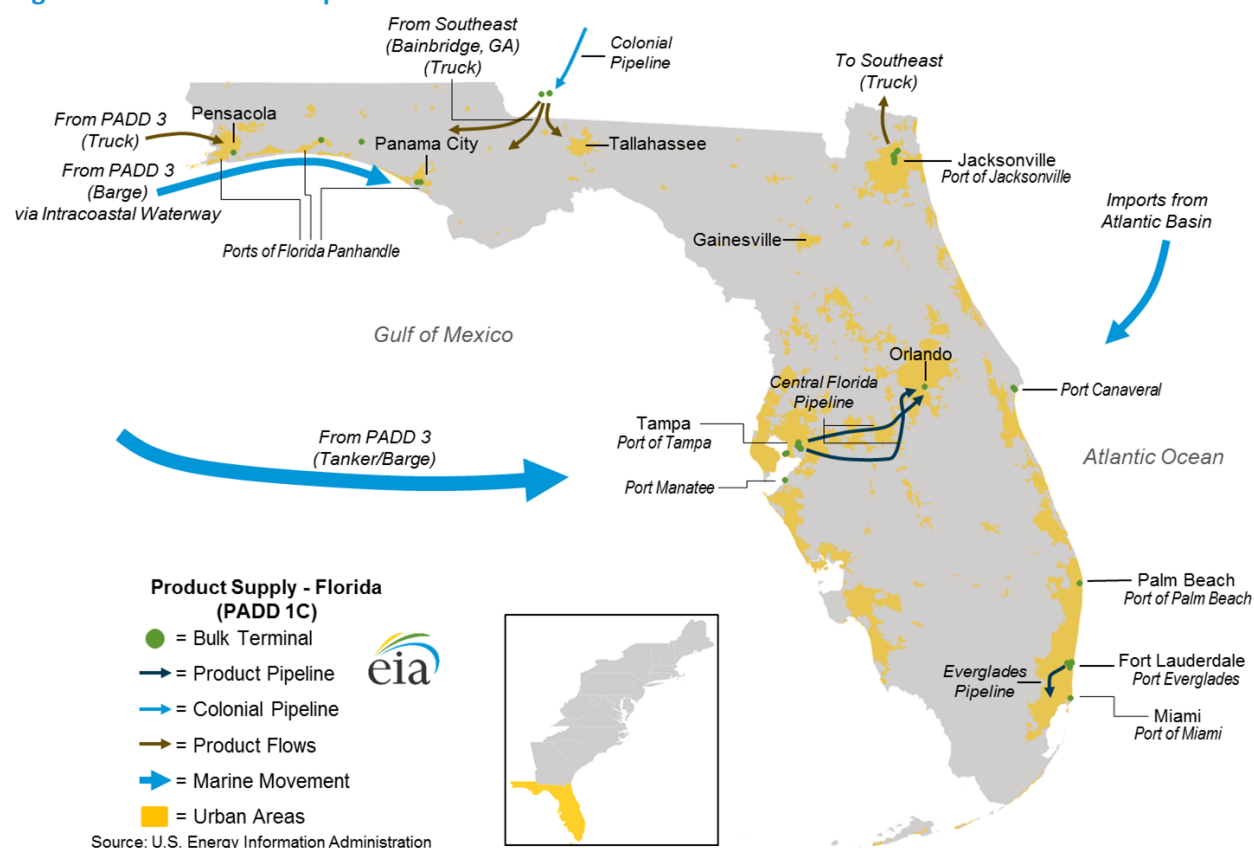 From Southeast
(Bainbridge, GA)
(Truck)
Colonial
Pipeline
To Southeast
(Truck)
From PADD 3
(Truck)
Pensacola
Panama City
Tallahassee
From PADD 3
(Barge)
via Intracoastal Waterway
Ports of Florida Panhandle
Jacksonville
Port of Jacksonville
Imports from
Atlantic Basin
Gainesville
Gulf of Mexico
Orlando
Central Florida
Pipeline
Port Canaveral
Tampa
Port of Tampa
From PADD 3
(Tanker/Barge)
Port Manatee
Atlantic Ocean
Palm Beach
Port of Palm Beach
Fort Lauderdale
Port Everglades
Everglades
Pipeline
Miami
Port of Miami
Product Supply - Florida
(PADD 1C)
= Bulk Terminal
= Product Pipeline
= Colonial Pipeline
= Product Flows
= Marine Movement
= Urban Areas
eia
Source: U.S. Energy Information Administration